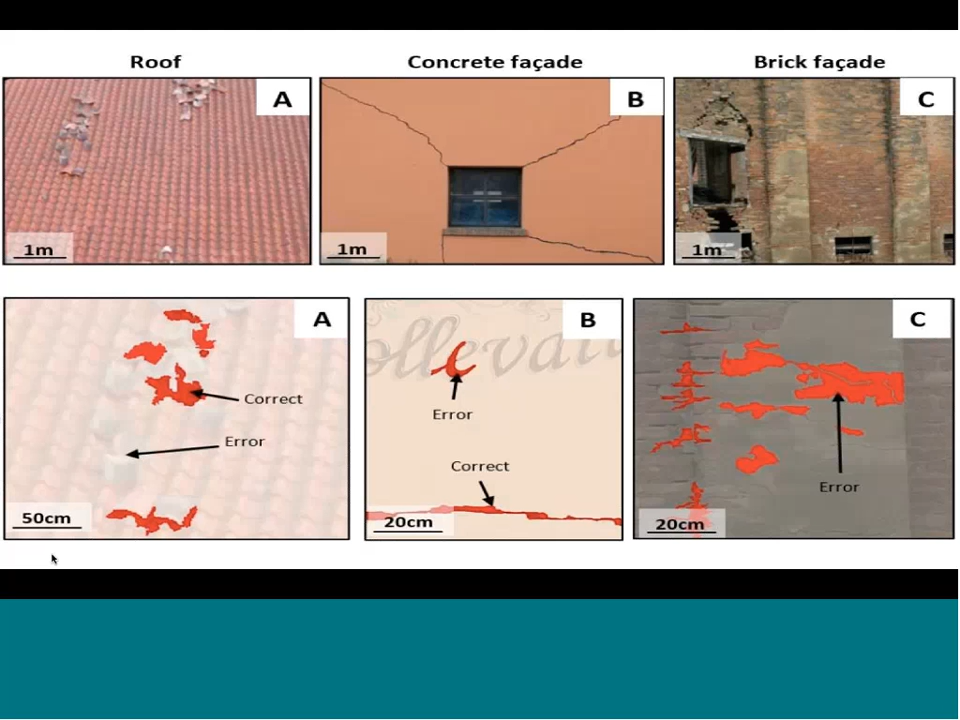 Roof
Concrete façade
Brick façade
A
B
C
1m
1m
1m
A
B
C
Correct
Error
Error
Correct
Error
50cm
20cm
20cm